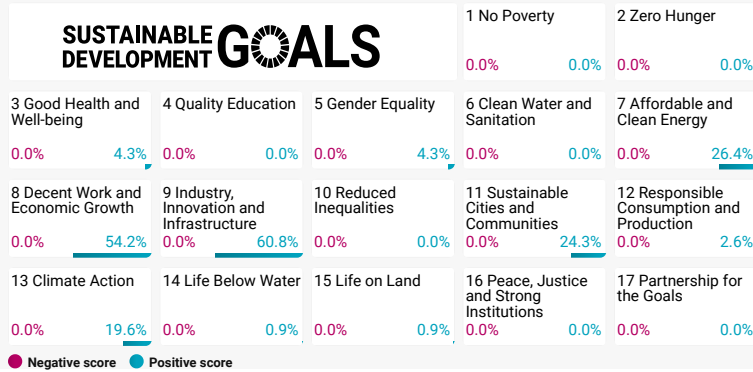 SUSTAINABLE
DEVELOPMENT
GOALS
1 No Poverty
0.0% 0.0%
2 Zero Hunger
0.0% 0.0%
3 Good Health and
Well-being
0.0% 4.3%
4 Quality Education
0.0% 0.0%
5 Gender Equality
0.0% 4.3%
6 Clean Water and
Sanitation
0.0% 0.0%
7 Affordable and
Clean Energy
0.0% 26.4%
8 Decent Work and
Economic Growth
0.0% 54.2%
9 Industry,
Innovation and
Infrastructure
0.0% 60.8%
10 Reduced
Inequalities
0.0% 0.0%
11 Sustainable
Cities and
Communities
0.0% 24.3%
12 Responsible
Consumption and
Production
0.0% 2.6%
13 Climate Action
0.0% 19.6%
14 Life Below Water
0.0% 0.9%
15 Life on Land
0.0% 0.9%
16 Peace, Justice
and Strong
Institutions
0.0% 0.0%
17 Partnership for
the Goals
0.0% 0.0%
Negative score Positive score